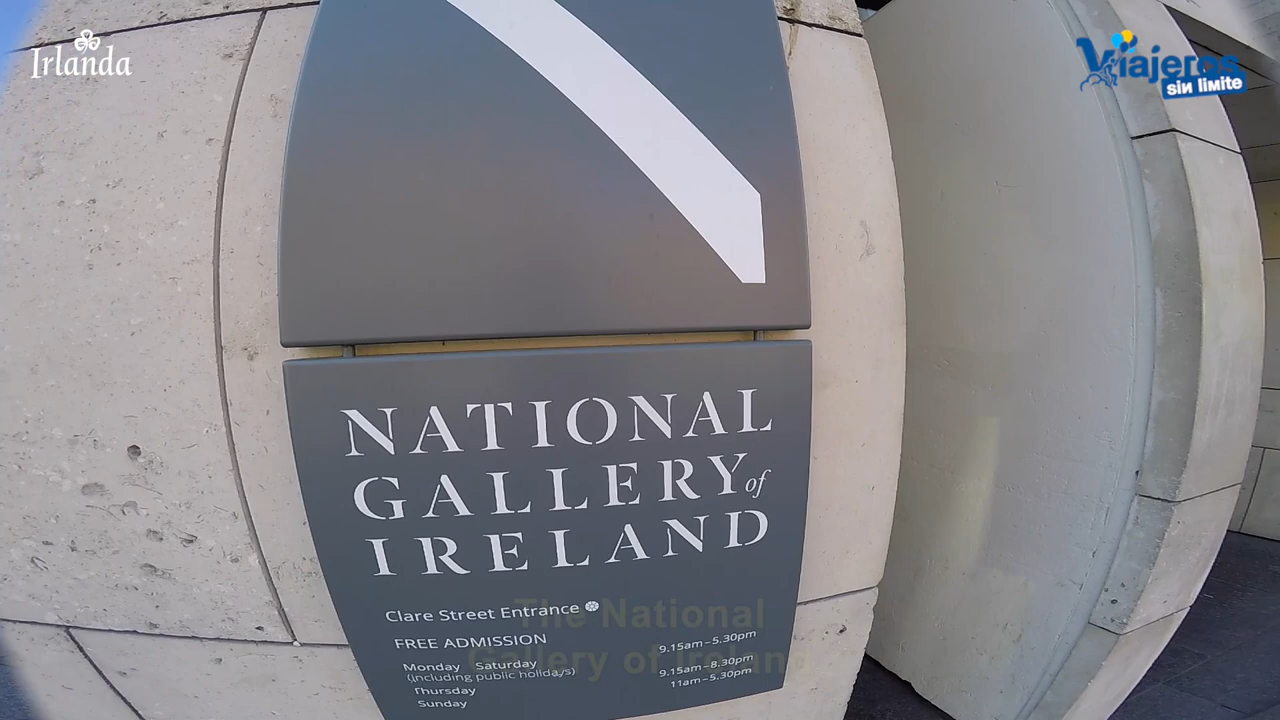 Irlanda
Viajeros
sin límite
NATIONAL
GALLERY of
IRELAND
Clare Street Entrance
FREE ADMISSION
Monday Saturday 9.15am–5.30pm
(including public holidays)
Thursday 9.15am–8.30pm
Sunday 11am–5.30pm
The National
Gallery of Ireland